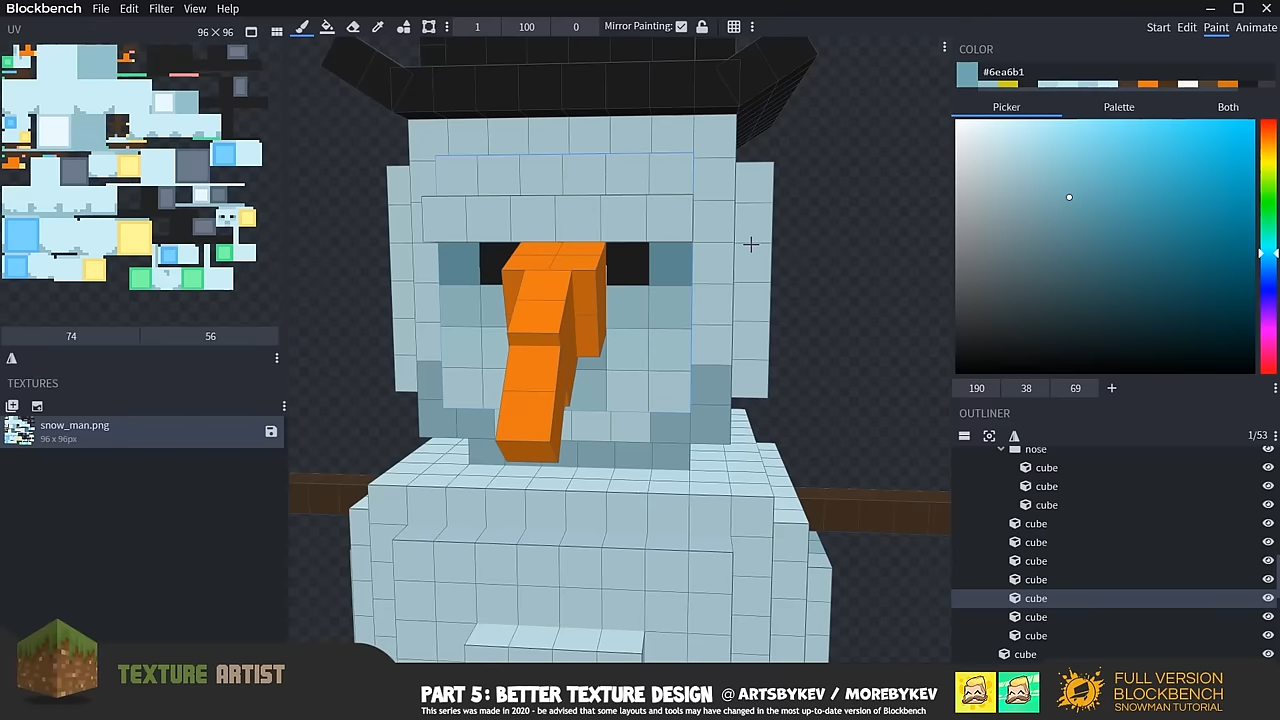 Blockbench File Edit Filter View Help
UV 96 × 96
1 100 0 Mirror Painting:
Start Edit Paint Animate
COLOR
#6ea6b1
Picker Palette Both
74 56
TEXTURES
snow_man.png
96 x 96px
190 38 69
OUTLINER
1/53
nose
cube
cube
cube
cube
cube
cube
cube
cube
cube
cube
cube
TEXTURE ARTIST
PART 5: BETTER TEXTURE DESIGN @ARTSBYKEV / MOREBYKEV
This series was made in 2020 - be advised that some layouts and tools may have changed in the most up-to-date version of Blockbench
FULL VERSION
BLOCKBENCH
SNOWMAN TUTORIAL